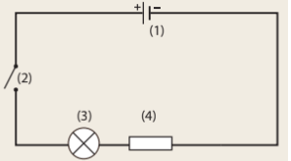 + -
(1)
(2)
(3) (4)